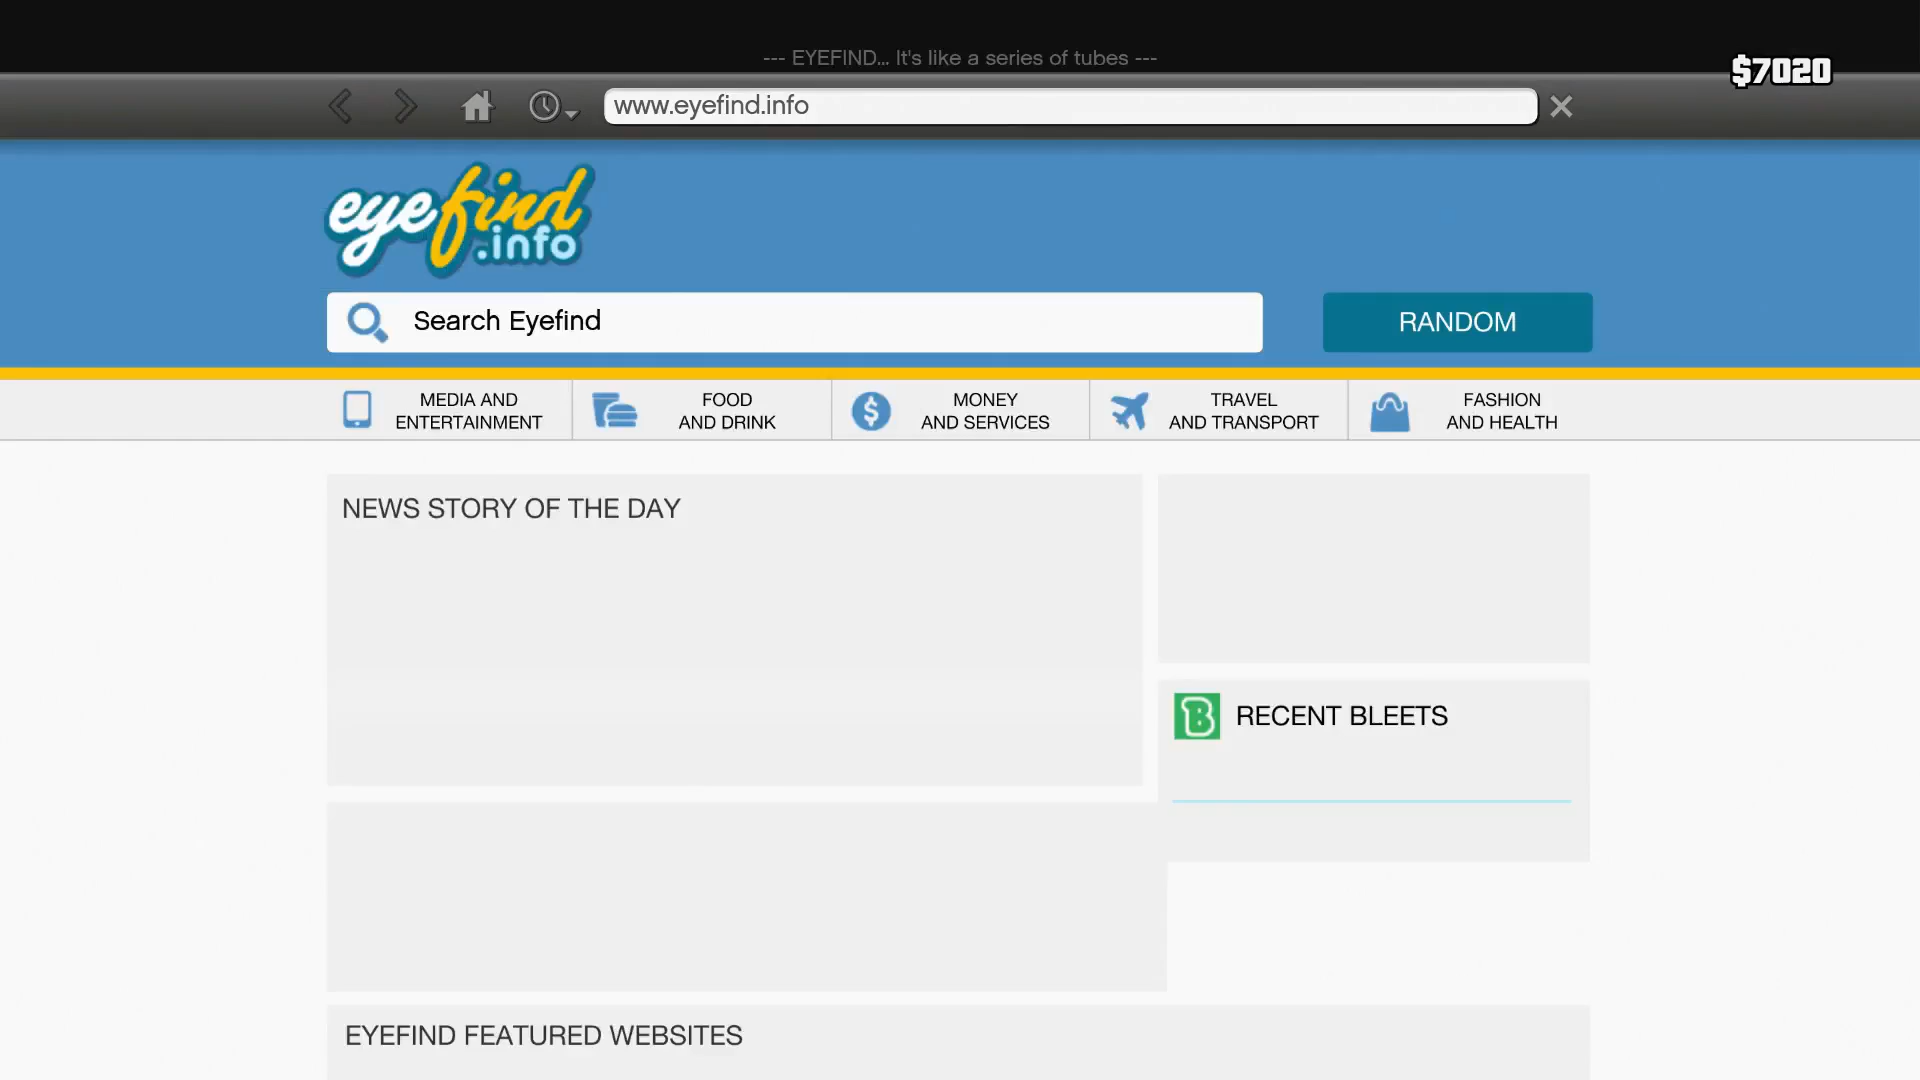 --- EYEFIND... It's like a series of tubes ---
$7020
www.eyefind.info
eyefind
.info
Search Eyefind
RANDOM
MEDIA AND
ENTERTAINMENT
FOOD
AND DRINK
MONEY
AND SERVICES
TRAVEL
AND TRANSPORT
FASHION
AND HEALTH
NEWS STORY OF THE DAY
B RECENT BLEETS
EYEFIND FEATURED WEBSITES